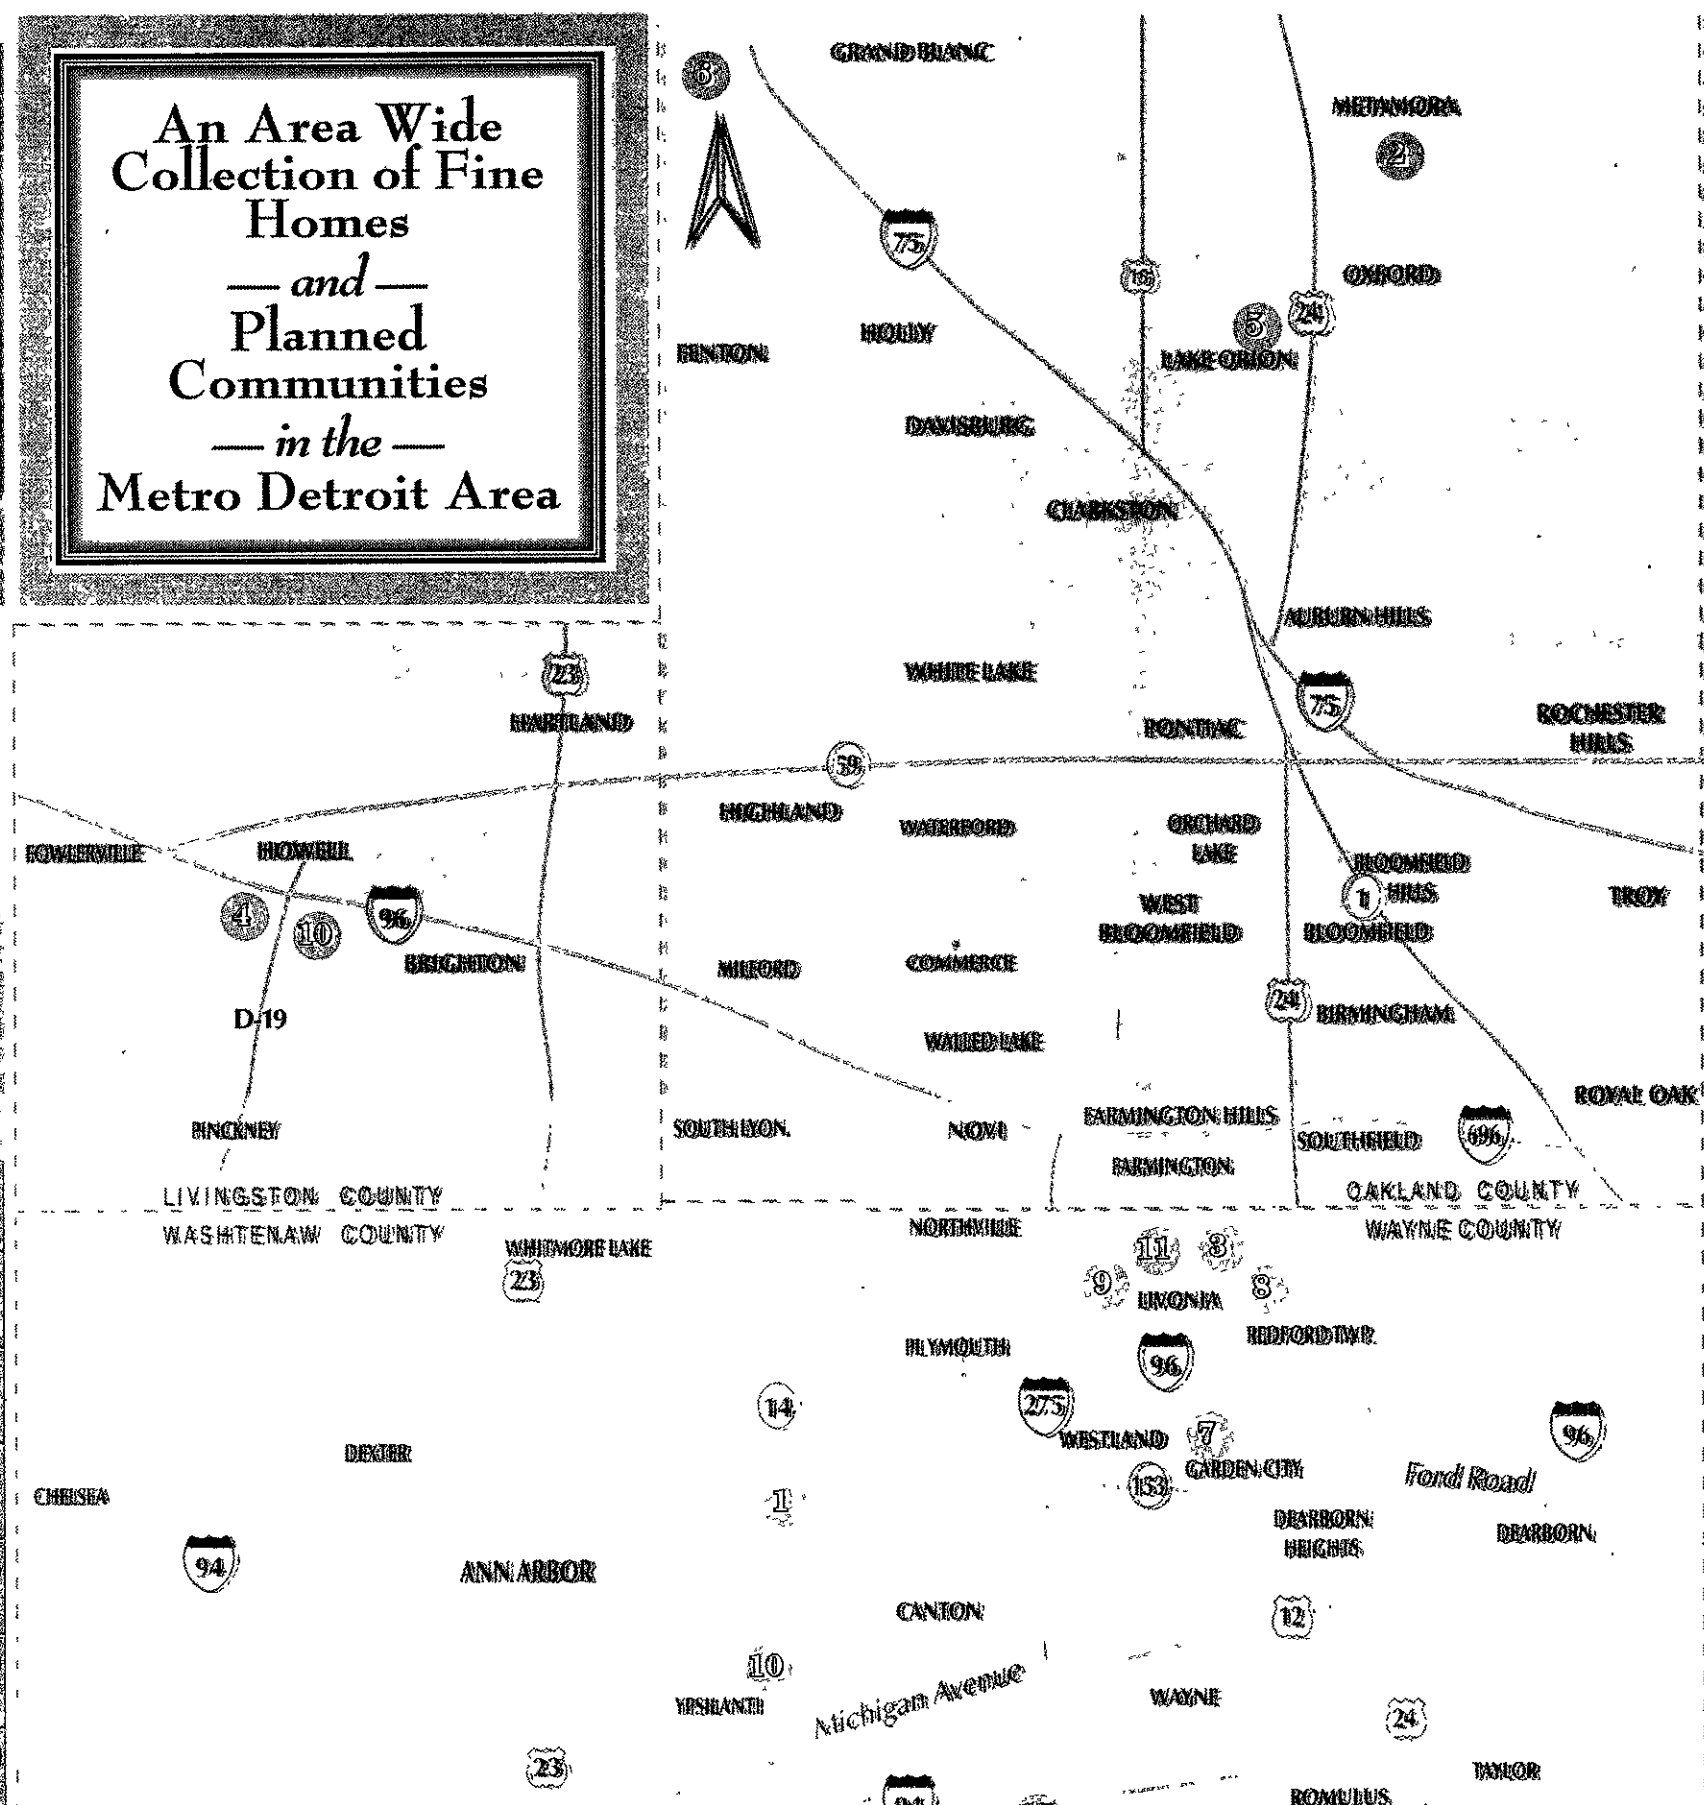 An Area Wide
Collection of Fine
Homes
— and —
Planned
Communities
— in the —
Metro Detroit Area
6
GRAND BLANC
METAMORA
2
75
OXFORD
5
24
HOLLY
FENTON
LAKE ORION
DAVISBURG
CLARKSTON
AUBURN HILLS
23
WHITE LAKE
75
HARTLAND
PONTIAC
ROCHESTER
HILLS
59
HIGHLAND
WATERFORD
ORCHARD
LAKE
FOWLERVILLE
HOWELL
BLOOMFIELD
HILLS
1
TROY
4
10
96
WEST
BLOOMFIELD
BLOOMFIELD
BRIGHTON
MILFORD
COMMERCE
24
BIRMINGHAM
D-19
WALLED LAKE
ROYAL OAK
PINCKNEY
SOUTH LYON
NOVI
FARMINGTON HILLS
SOUTHFIELD
696
FARMINGTON
LIVINGSTON COUNTY
OAKLAND COUNTY
WASHTENAW COUNTY
NORTHVILLE
WAYNE COUNTY
WHITMORE LAKE
23
11
3
9
8
LIVONIA
PLYMOUTH
REDFORD TWP.
96
14
275
WESTLAND
7
96
DEXTER
GARDEN CITY
Ford Road
CHELSEA
1
153
DEARBORN
HEIGHTS
DEARBORN
94
ANN ARBOR
CANTON
12
10
YPSILANTI
Michigan Avenue
WAYNE
24
23
TAYLOR
94
ROMULUS